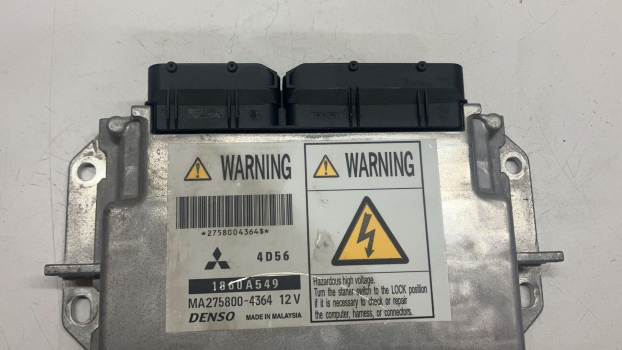 WARNING
*2758004364$*
4D56
1860A549
MA275800-4364 12V
DENSO MADE IN MALAYSIA
WARNING
Hazardous high voltage.
Turn the starter switch to the LOCK position
if it is necessary to check or repair
the computer, harness, or connectors.